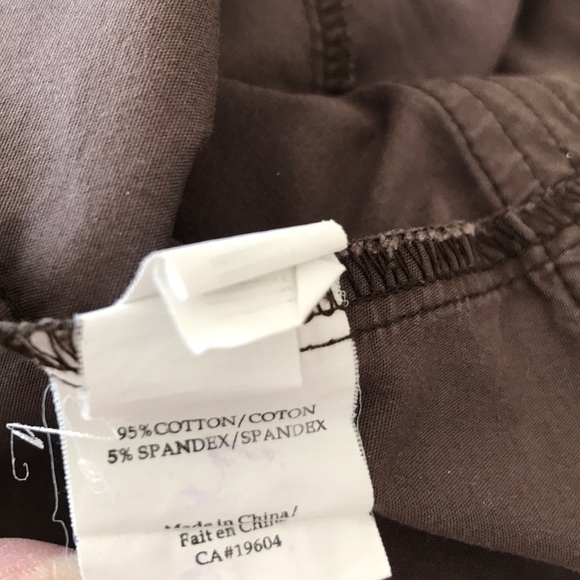 95% COTTON/COTON
5% SPANDEX/SPANDEX
Made in China/
Fait en Chine
CA#19604